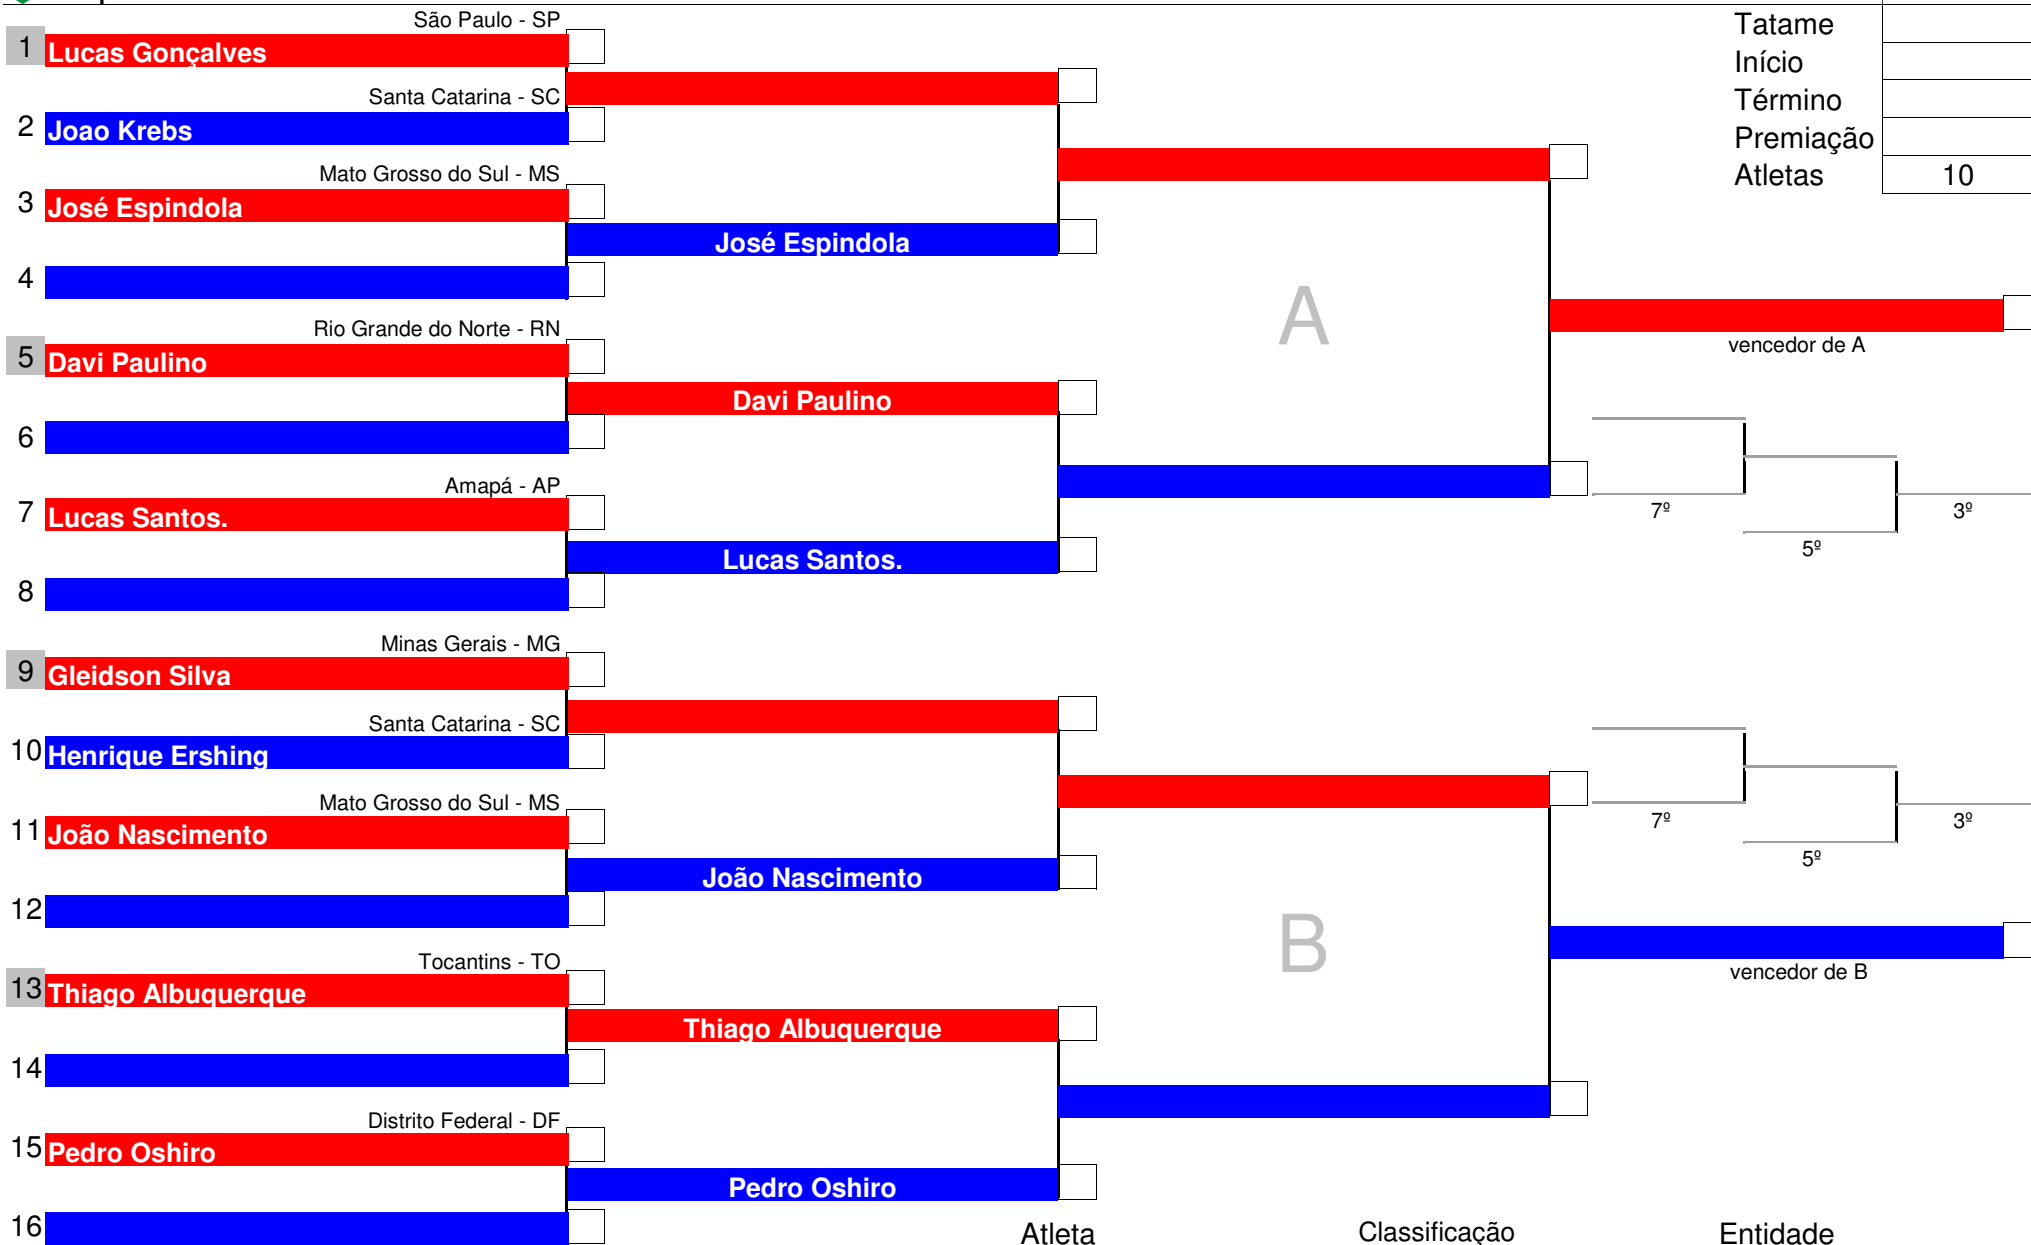 São Paulo - SP
1 Lucas Gonçalves
Santa Catarina - SC
2 Joao Krebs
Mato Grosso do Sul - MS
3 José Espindola
José Espindola
4
Rio Grande do Norte - RN
5 Davi Paulino
Davi Paulino
6
Amapá - AP
7 Lucas Santos.
Lucas Santos.
8
Minas Gerais - MG
9 Gleidson Silva
Santa Catarina - SC
10 Henrique Ershing
Mato Grosso do Sul - MS
11 João Nascimento
João Nascimento
12
Tocantins - TO
13 Thiago Albuquerque
Thiago Albuquerque
14
Distrito Federal - DF
15 Pedro Oshiro
Pedro Oshiro
16
A
B
Tatame
Início
Término
Premiação
Atletas 10
vencedor de A
7º
3º
5º
7º
3º
5º
vencedor de B
Atleta Classificação Entidade